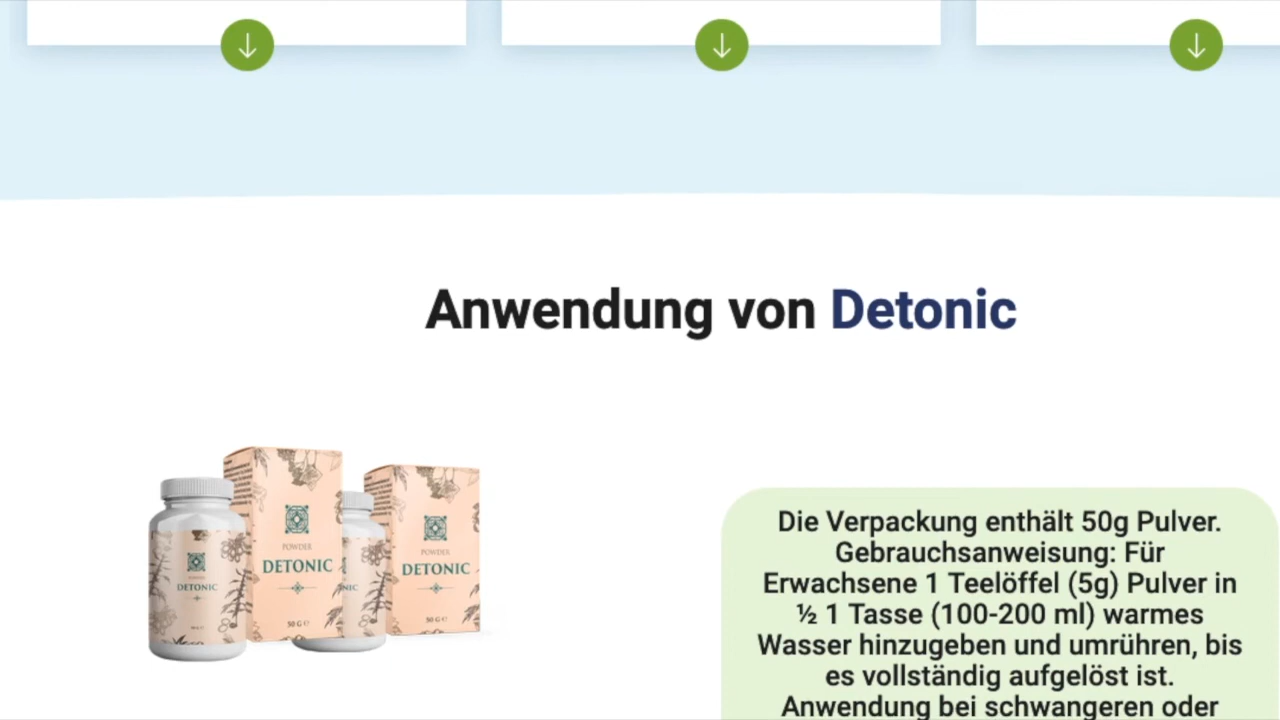 Anwendung von Detonic
POWDER
DETONIC
50 G
POWDER
DETONIC
50 G
DETONIC
NIC
Die Verpackung enthält 50g Pulver.
Gebrauchsanweisung: Für
Erwachsene 1 Teelöffel (5g) Pulver in
½ 1 Tasse (100-200 ml) warmes
Wasser hinzugeben und umrühren, bis
es vollständig aufgelöst ist.
Anwendung bei schwangeren oder